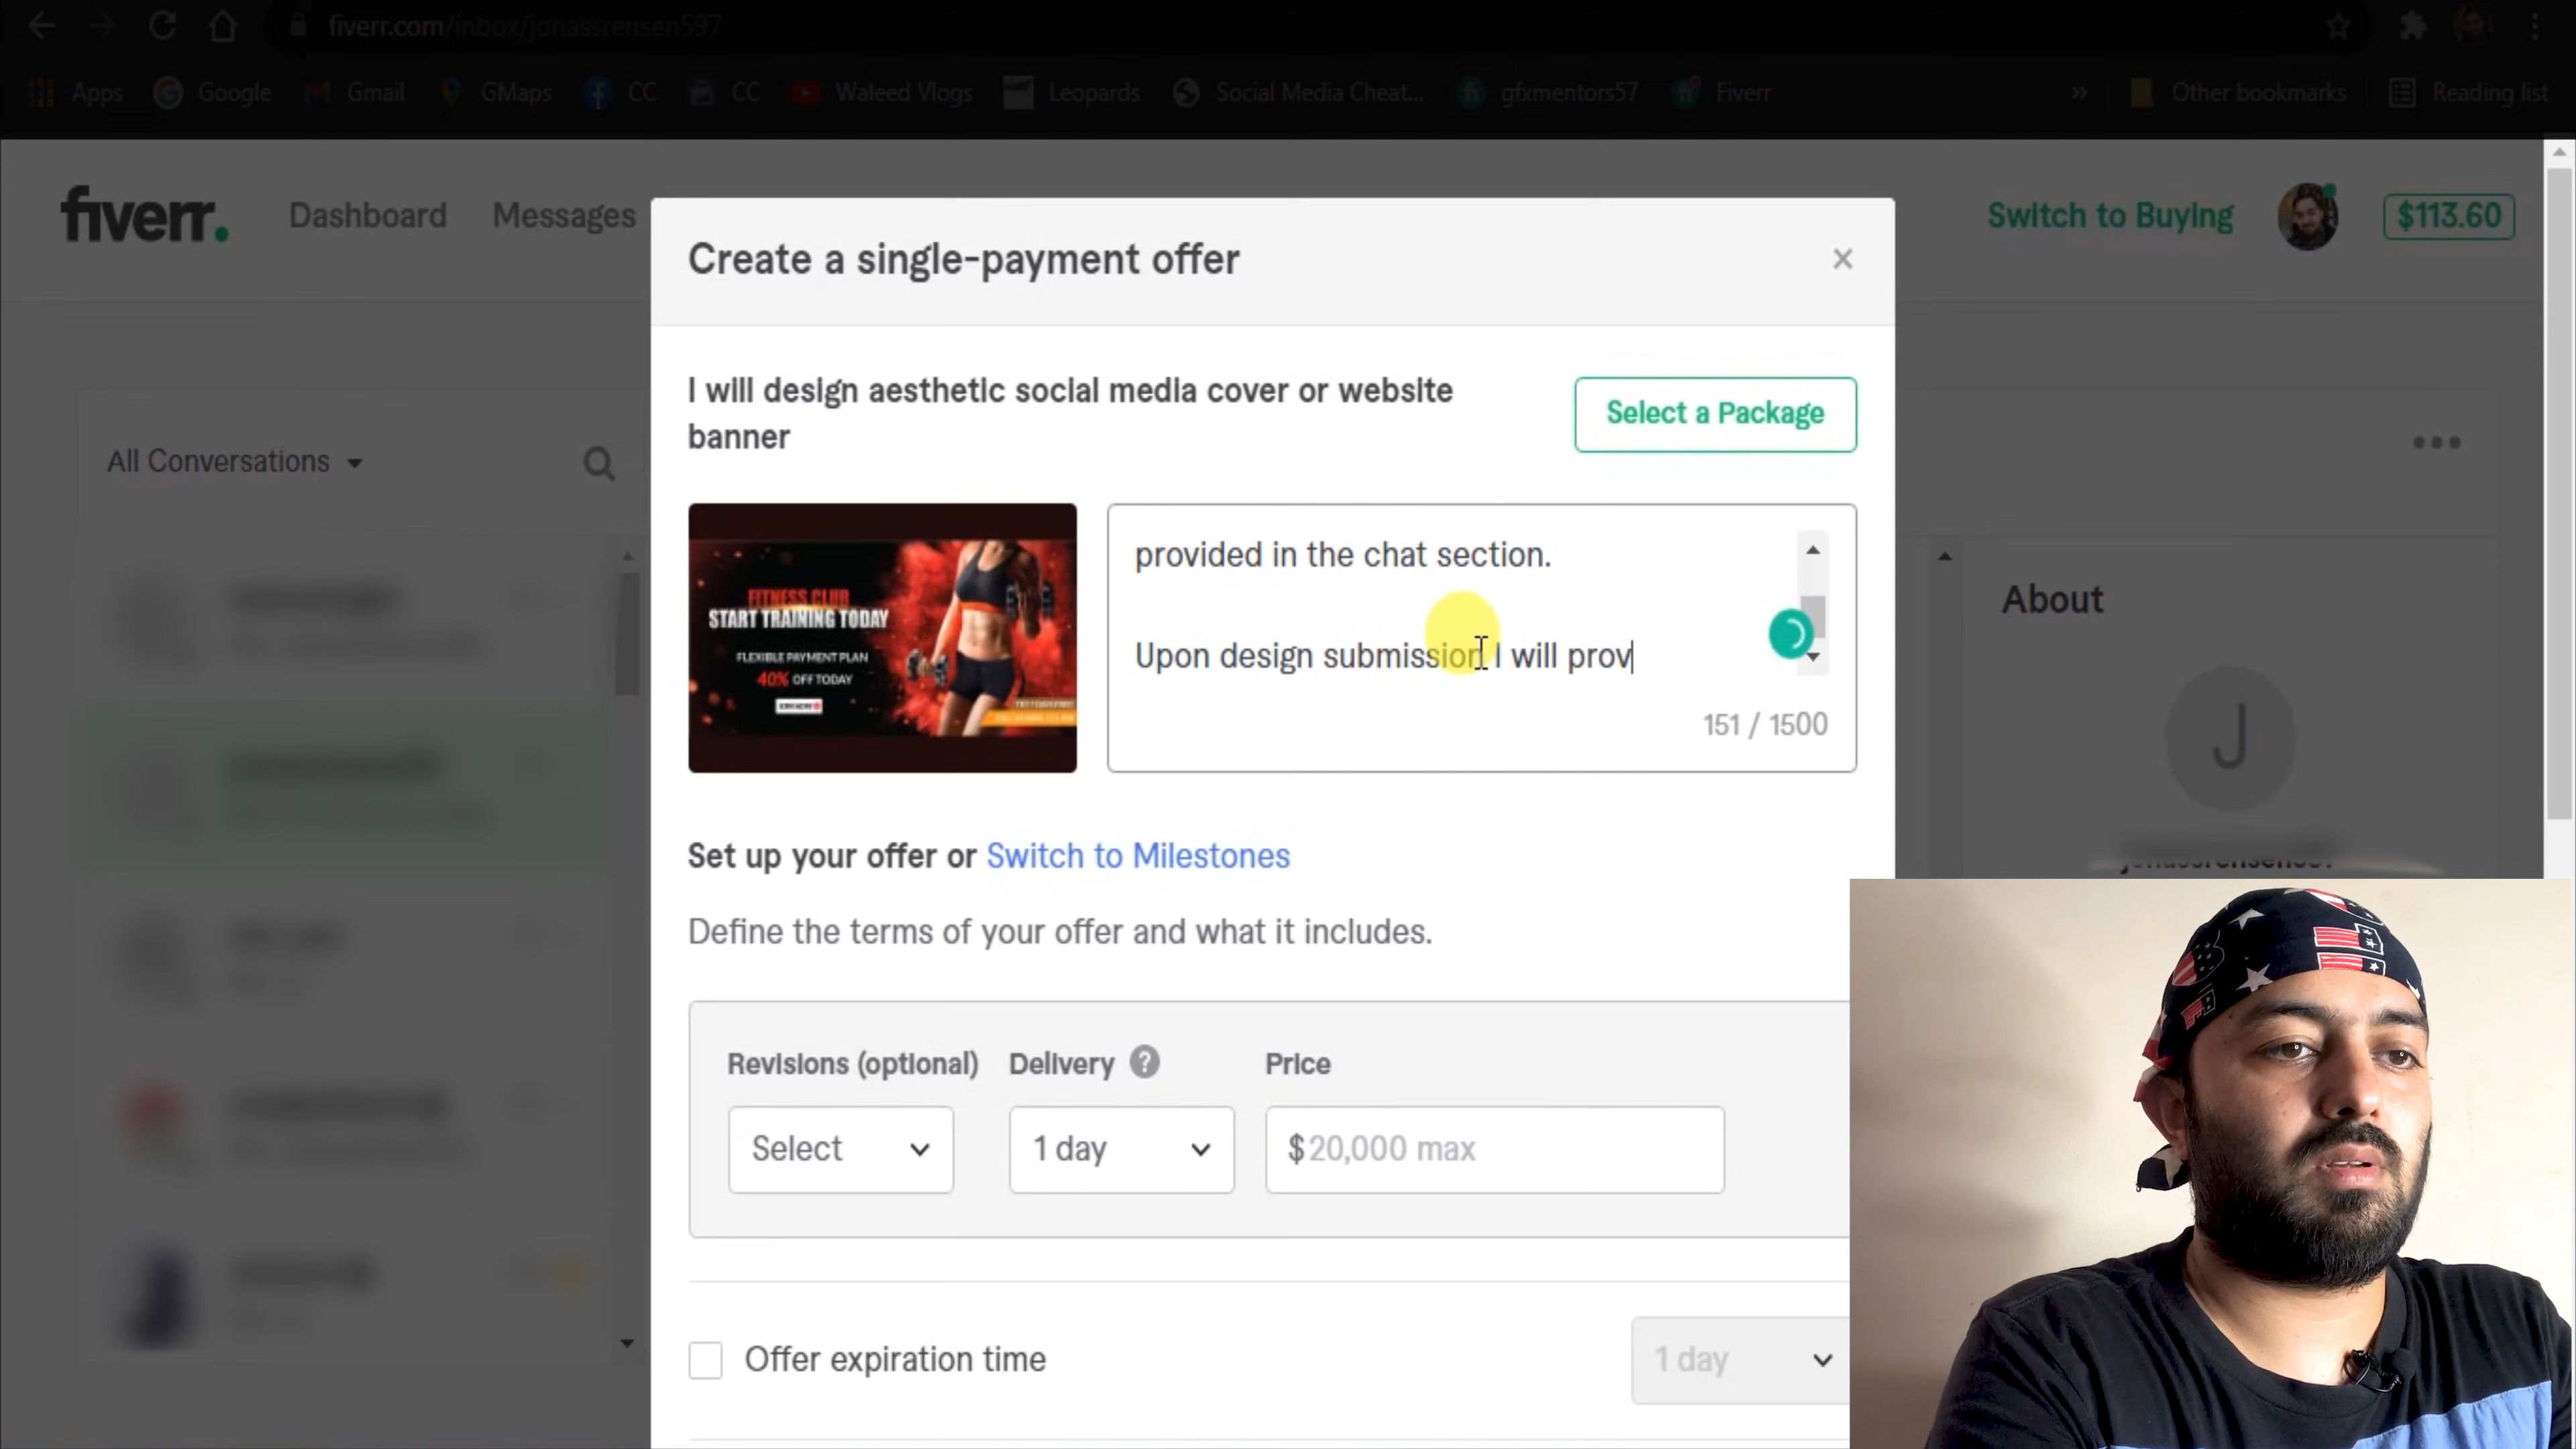 fiverr.com/inbox/jonassrensen597
Apps
Google
Gmail
GMaps
CC
CC
Waleed Vlogs
Leopards
Social Media Cheat...
gfxmentors57
Fiverr
»
Other bookmarks
Reading list
fiverr.
Dashboard
Messages
Switch to Buying
$113.60
Create a single-payment offer
×
I will design aesthetic social media cover or website
banner
Select a Package
All Conversations
FITNESS CLUB
START TRAINING TODAY
FLEXIBLE PAYMENT PLAN
40% OFF TODAY
provided in the chat section.
Upon design submission I will prov
151 / 1500
About
J
Set up your offer or Switch to Milestones
Define the terms of your offer and what it includes.
Revisions (optional)
Delivery ?
Price
Select
1 day
$20,000 max
Offer expiration time
1 day